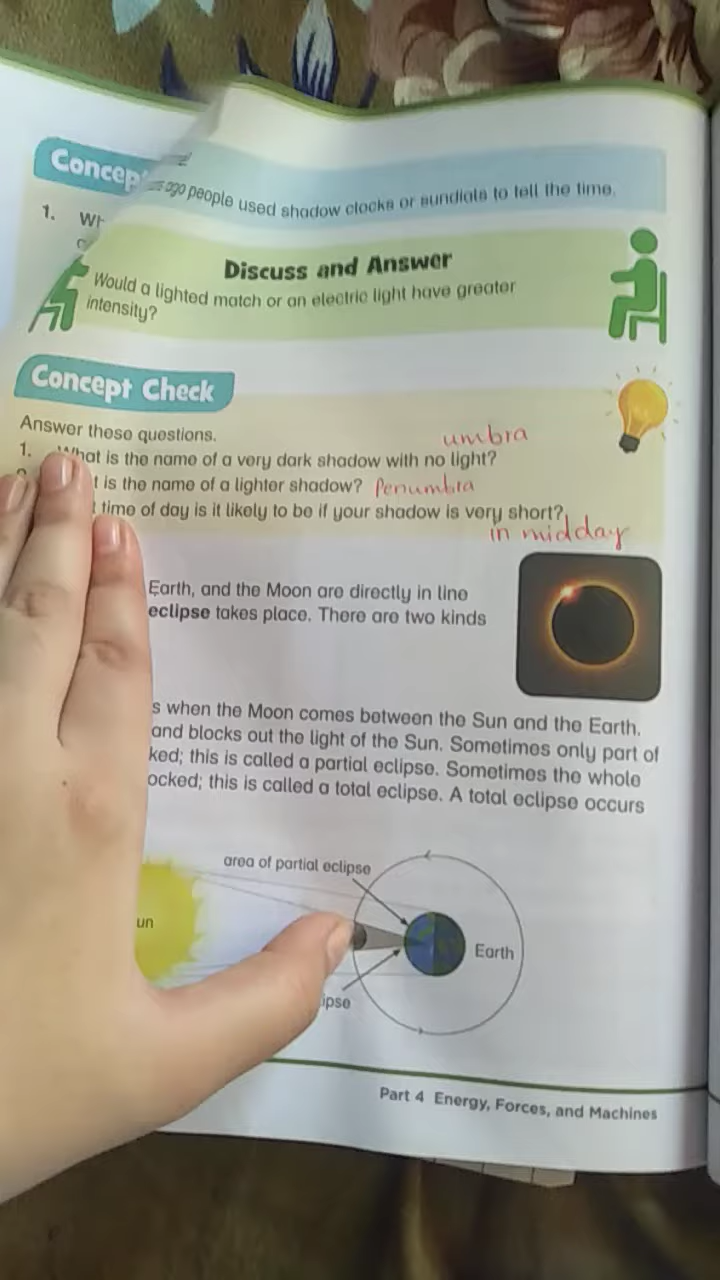 Concep
ago people used shadow clocks or sundials to tell the time.
1.
Discuss and Answer
Would a lighted match or an electric light have greater
intensity?
Concept Check
Answer these questions.
umbra
1. What is the name of a very dark shadow with no light?
t is the name of a lighter shadow? Penumbra
time of day is it likely to be if your shadow is very short?
in midday
Earth, and the Moon are directly in line
eclipse takes place. There are two kinds
s when the Moon comes between the Sun and the Earth.
and blocks out the light of the Sun. Sometimes only part of
ked; this is called a partial eclipse. Sometimes the whole
ocked; this is called a total eclipse. A total eclipse occurs
area of partial eclipse
un
Earth
ipse
Part 4 Energy, Forces, and Machines